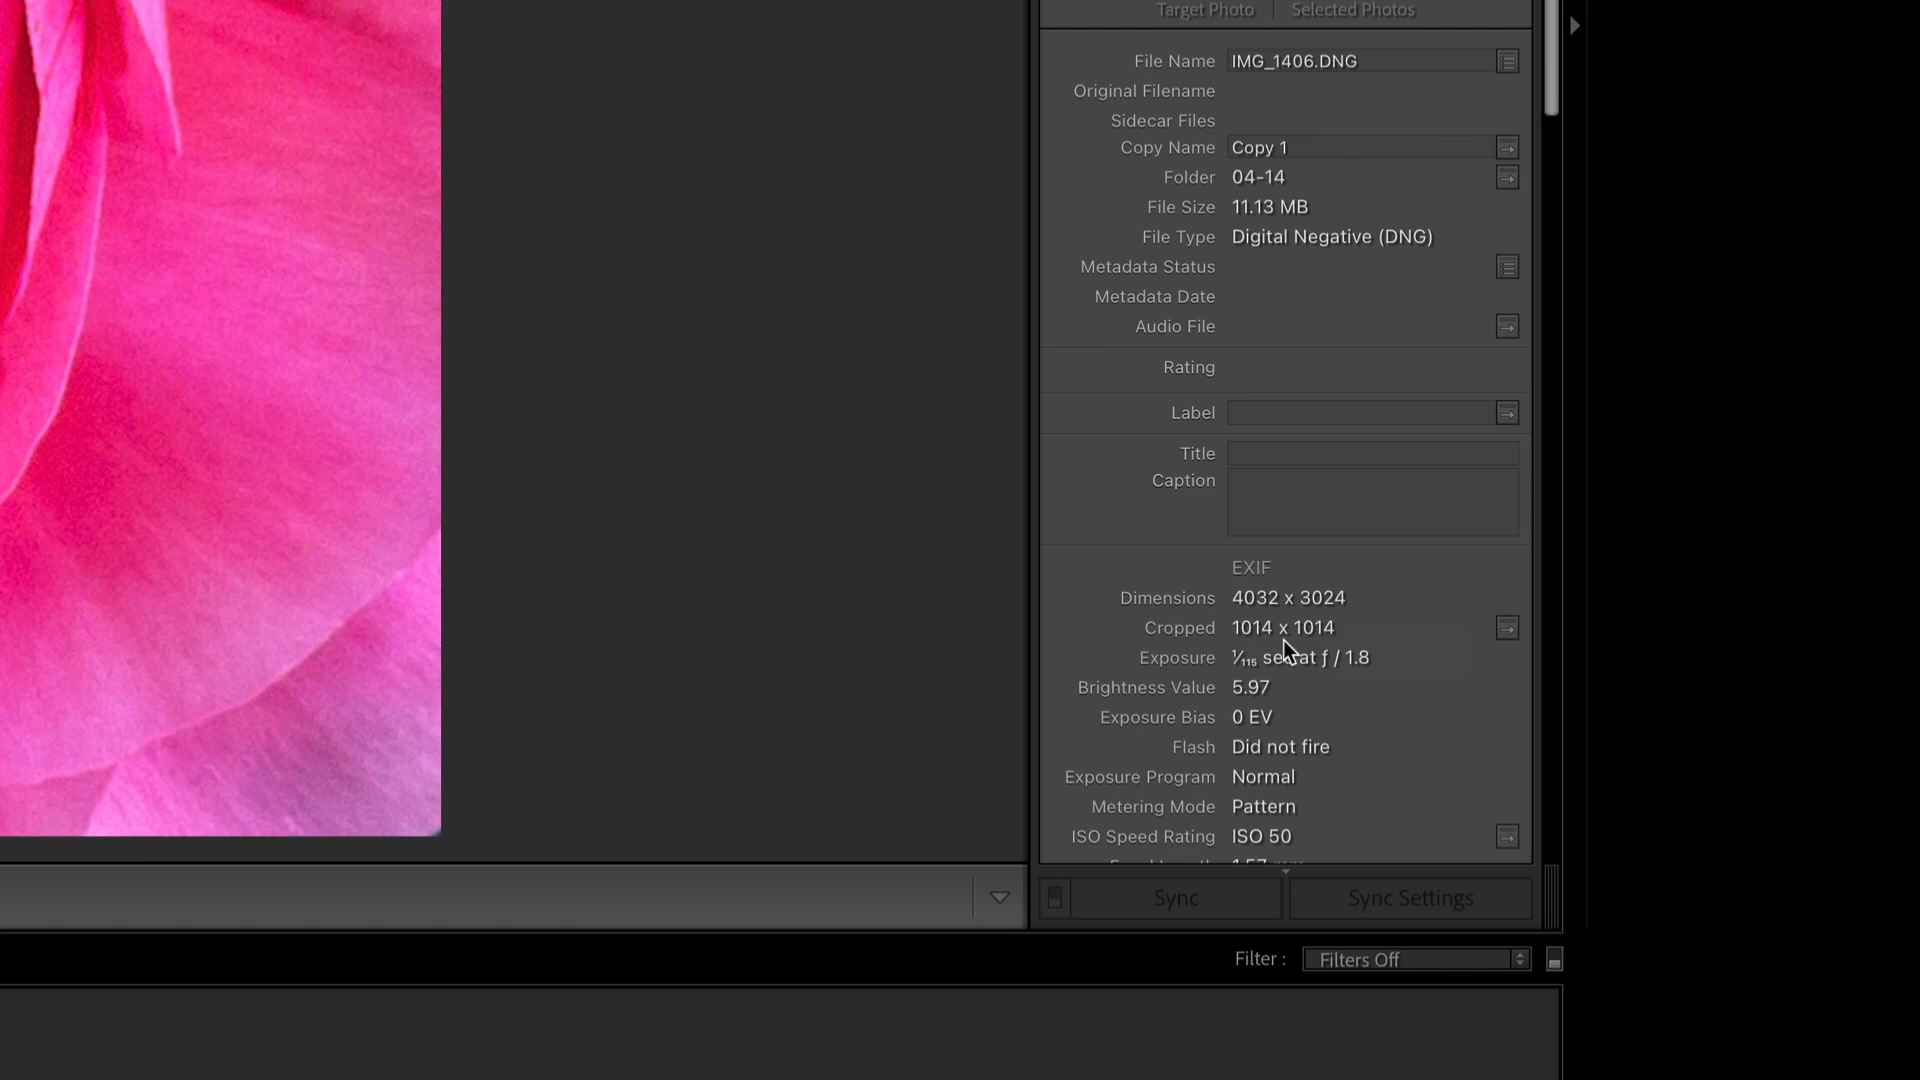 Target Photo Selected Photos
File Name IMG_1406.DNG
Original Filename
Sidecar Files
Copy Name Copy 1
Folder 04-14
File Size 11.13 MB
File Type Digital Negative (DNG)
Metadata Status
Metadata Date
Audio File
Rating
Label
Title
Caption
EXIF
Dimensions 4032 x 3024
Cropped 1014 x 1014
Exposure 1/115 sec at ƒ / 1.8
Brightness Value 5.97
Exposure Bias 0 EV
Flash Did not fire
Exposure Program Normal
Metering Mode Pattern
ISO Speed Rating ISO 50
Sync Sync Settings
Filter : Filters Off